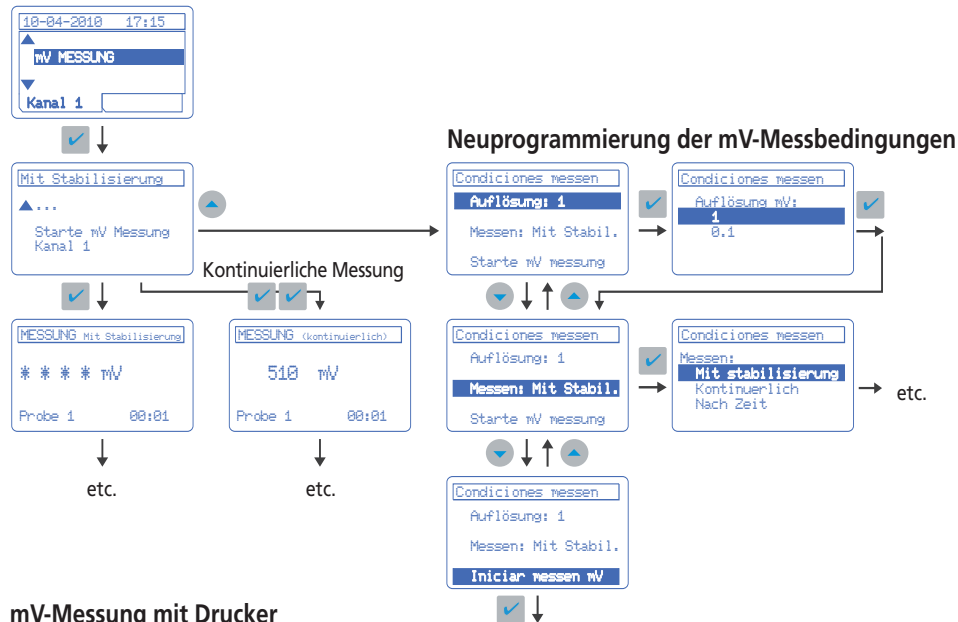 10-04-2010 17:15
mV MESSUNG
Kanal 1
Mit Stabilisierung
...
Starte mV Messung
Kanal 1
Kontinuierliche Messung
MESSUNG Mit Stabilisierung
* * * * mV
Probe 1 00:01
etc.
MESSUNG (kontinuierlich)
510 mV
Probe 1 00:01
etc.
Neuprogrammierung der mV-Messbedingungen
Condiciones messen
Auflösung: 1
Messen: Mit Stabil.
Starte mV messung
Condiciones messen
Auflösung mV:
1
0.1
Condiciones messen
Auflösung: 1
Messen: Mit Stabil.
Starte mV messung
Condiciones messen
Messen:
Mit stabilisierung
Kontinuerlich
Nach Zeit
etc.
Condiciones messen
Auflösung: 1
Messen: Mit Stabil.
Iniciar messen mV
mV-Messung mit Drucker